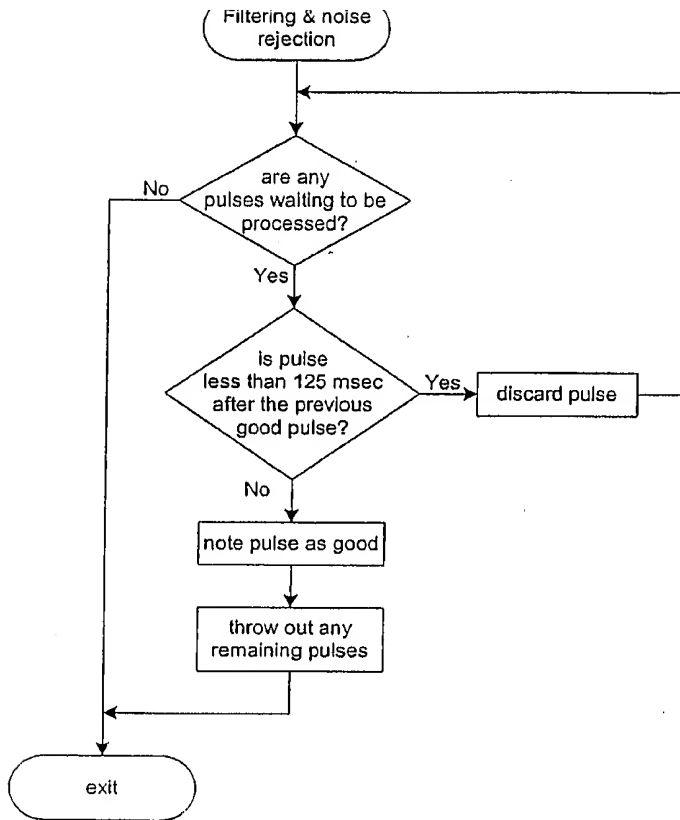 Filtering & noise
rejection
No
are any
pulses waiting to be
processed?
Yes
is pulse
less than 125 msec
after the previous
good pulse?
Yes
discard pulse
No
note pulse as good
throw out any
remaining pulses
exit